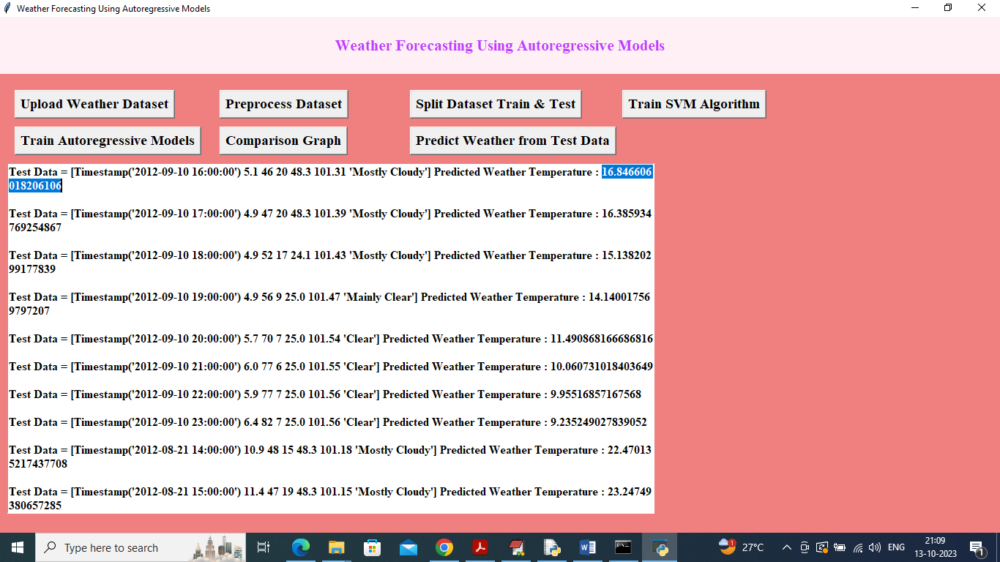 Weather Forecasting Using Autoregressive Models
Weather Forecasting Using Autoregressive Models
Upload Weather Dataset
Preprocess Dataset
Split Dataset Train & Test
Train SVM Algorithm
Train Autoregressive Models
Comparison Graph
Predict Weather from Test Data
Test Data = [Timestamp('2012-09-10 16:00:00') 5.1 46 20 48.3 101.31 'Mostly Cloudy'] Predicted Weather Temperature : 16.846606
018206106
Test Data = [Timestamp('2012-09-10 17:00:00') 4.9 47 20 48.3 101.39 'Mostly Cloudy'] Predicted Weather Temperature : 16.385934
769254867
Test Data = [Timestamp('2012-09-10 18:00:00') 4.9 52 17 24.1 101.43 'Mostly Cloudy'] Predicted Weather Temperature : 15.138202
99177839
Test Data = [Timestamp('2012-09-10 19:00:00') 4.9 56 9 25.0 101.47 'Mainly Clear'] Predicted Weather Temperature : 14.14001756
9797207
Test Data = [Timestamp('2012-09-10 20:00:00') 5.7 70 7 25.0 101.54 'Clear'] Predicted Weather Temperature : 11.490868166686816
Test Data = [Timestamp('2012-09-10 21:00:00') 6.0 77 6 25.0 101.55 'Clear'] Predicted Weather Temperature : 10.060731018403649
Test Data = [Timestamp('2012-09-10 22:00:00') 5.9 77 7 25.0 101.56 'Clear'] Predicted Weather Temperature : 9.95516857167568
Test Data = [Timestamp('2012-09-10 23:00:00') 6.4 82 7 25.0 101.56 'Clear'] Predicted Weather Temperature : 9.235249027839052
Test Data = [Timestamp('2012-08-21 14:00:00') 10.9 48 15 48.3 101.18 'Mostly Cloudy'] Predicted Weather Temperature : 22.47013
5217437708
Test Data = [Timestamp('2012-08-21 15:00:00') 11.4 47 19 48.3 101.15 'Mostly Cloudy'] Predicted Weather Temperature : 23.24749
380657285
Type here to search
1
27°C
ENG
21:09
13-10-2023
1